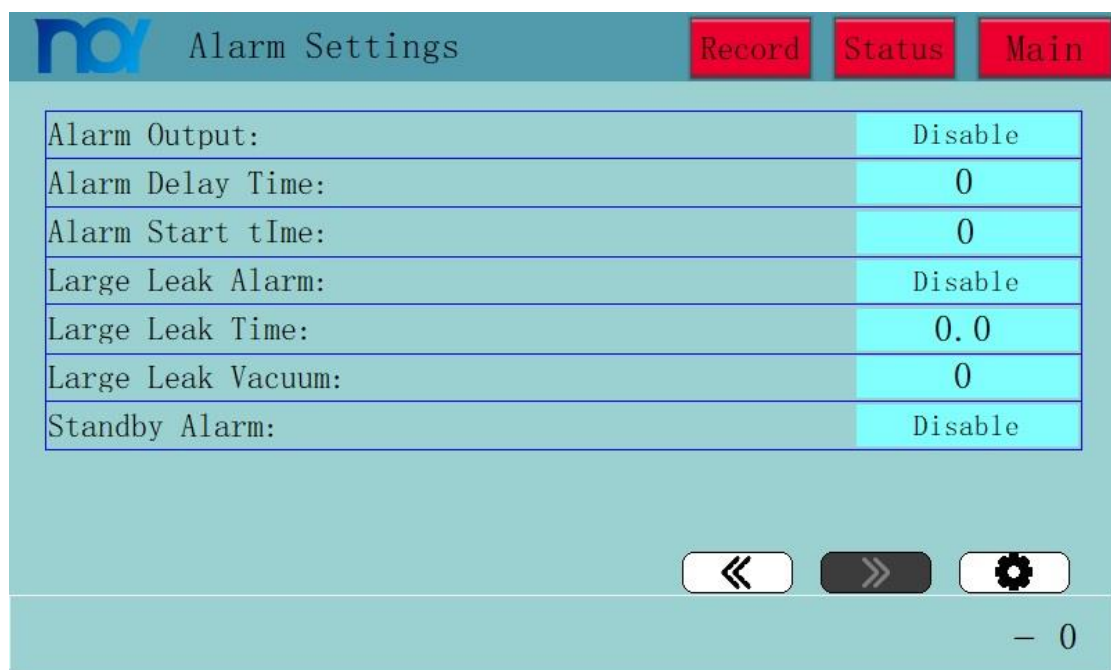 Alarm Settings
Record
Status
Main
Alarm Output: Disable
Alarm Delay Time: 0
Alarm Start tIme: 0
Large Leak Alarm: Disable
Large Leak Time: 0.0
Large Leak Vacuum: 0
Standby Alarm: Disable
- 0